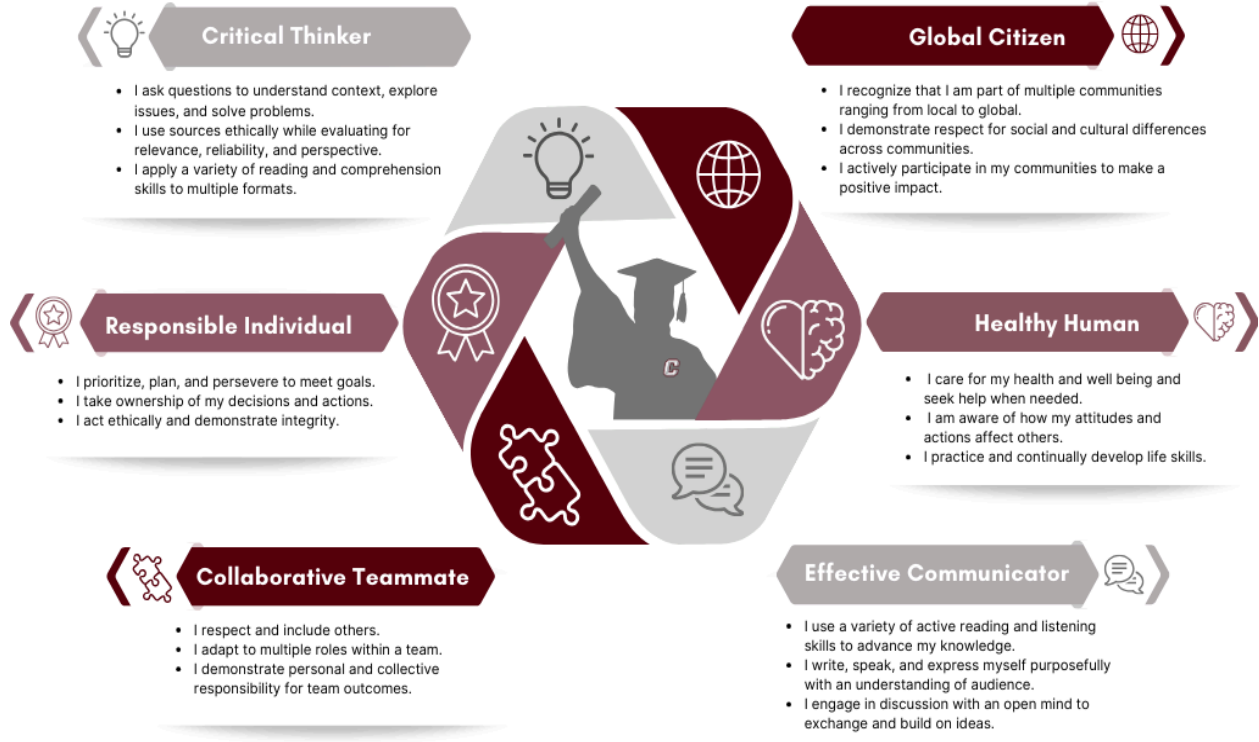 Critical Thinker
• I ask questions to understand context, explore
issues, and solve problems.
• I use sources ethically while evaluating for
relevance, reliability, and perspective.
• I apply a variety of reading and comprehension
skills to multiple formats.
Global Citizen
• I recognize that I am part of multiple communities
ranging from local to global.
• I demonstrate respect for social and cultural differences
across communities.
• I actively participate in my communities to make a
positive impact.
Responsible Individual
• I prioritize, plan, and persevere to meet goals.
• I take ownership of my decisions and actions.
• I act ethically and demonstrate integrity.
C
Healthy Human
• I care for my health and well being and
seek help when needed.
• I am aware of how my attitudes and
actions affect others.
• I practice and continually develop life skills.
Collaborative Teammate
• I respect and include others.
• I adapt to multiple roles within a team.
• I demonstrate personal and collective
responsibility for team outcomes.
Effective Communicator
• I use a variety of active reading and listening
skills to advance my knowledge.
• I write, speak, and express myself purposefully
with an understanding of audience.
• I engage in discussion with an open mind to
exchange and build on ideas.